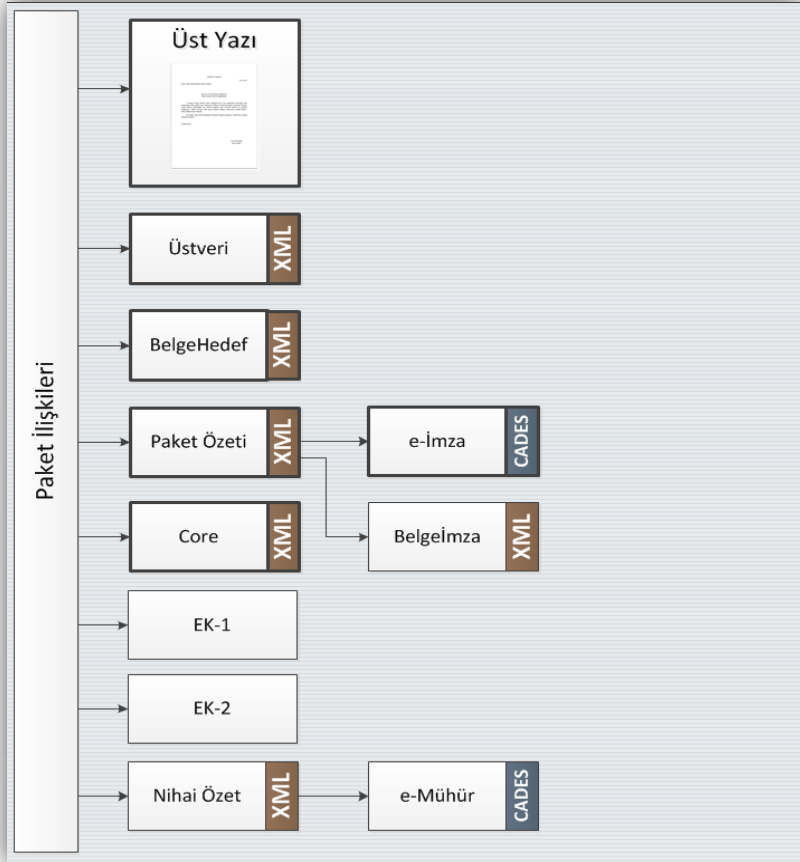 Paket İlişkileri
Üst Yazı
Üstveri
XML
BelgeHedef
XML
Paket Özeti
XML
e-İmza
CADES
Core
XML
Belgeİmza
XML
EK-1
EK-2
Nihai Özet
XML
e-Mühür
CADES